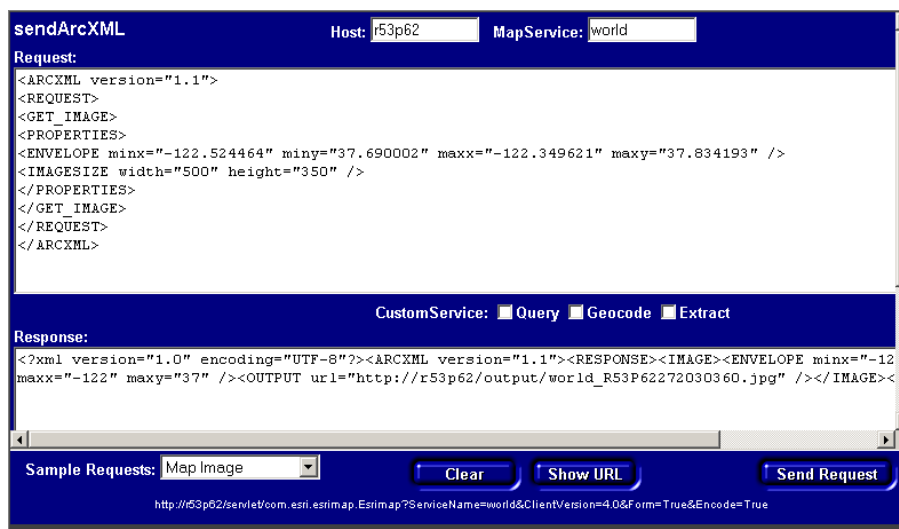 sendArcXML Host: r53p62 MapService: world
Request:
<ARCXML version="1.1">
<REQUEST>
<GET_IMAGE>
<PROPERTIES>
<ENVELOPE minx="-122.524464" miny="37.690002" maxx="-122.349621" maxy="37.834193" />
<IMAGESIZE width="500" height="350" />
</PROPERTIES>
</GET_IMAGE>
</REQUEST>
</ARCXML>
CustomService: Query Geocode Extract
Response:
<?xml version="1.0" encoding="UTF-8"?><ARCXML version="1.1"><RESPONSE><IMAGE><ENVELOPE minx="-12
maxx="-122" maxy="37" /><OUTPUT url="http://r53p62/output/world_R53P62272030360.jpg" /></IMAGE><
Sample Requests: Map Image Clear Show URL Send Request
http://r53p62/servlet/com.esri.esrimap.Esrimap?ServiceName=world&ClientVersion=4.0&Form=True&Encode=True